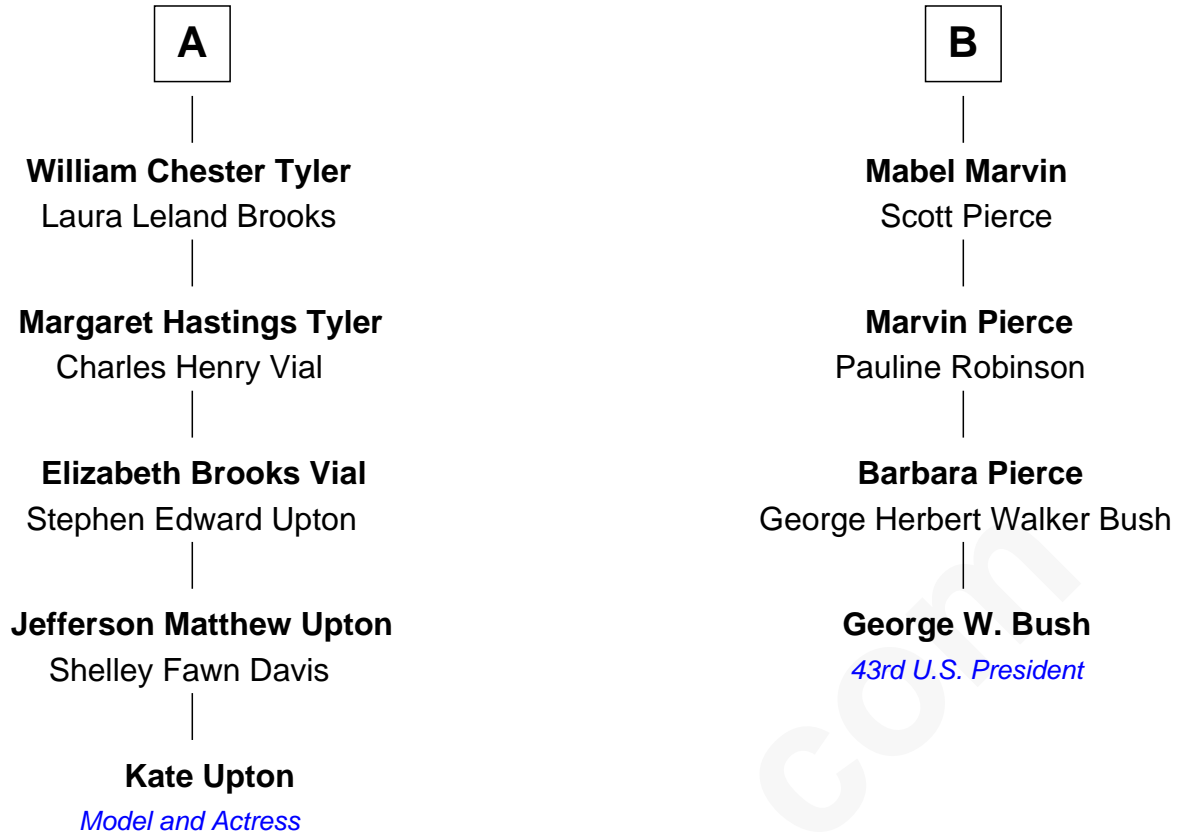 A
William Chester Tyler
Laura Leland Brooks
Margaret Hastings Tyler
Charles Henry Vial
Elizabeth Brooks Vial
Stephen Edward Upton
Jefferson Matthew Upton
Shelley Fawn Davis
Kate Upton
Model and Actress
B
Mabel Marvin
Scott Pierce
Marvin Pierce
Pauline Robinson
Barbara Pierce
George Herbert Walker Bush
George W. Bush
43rd U.S. President
com